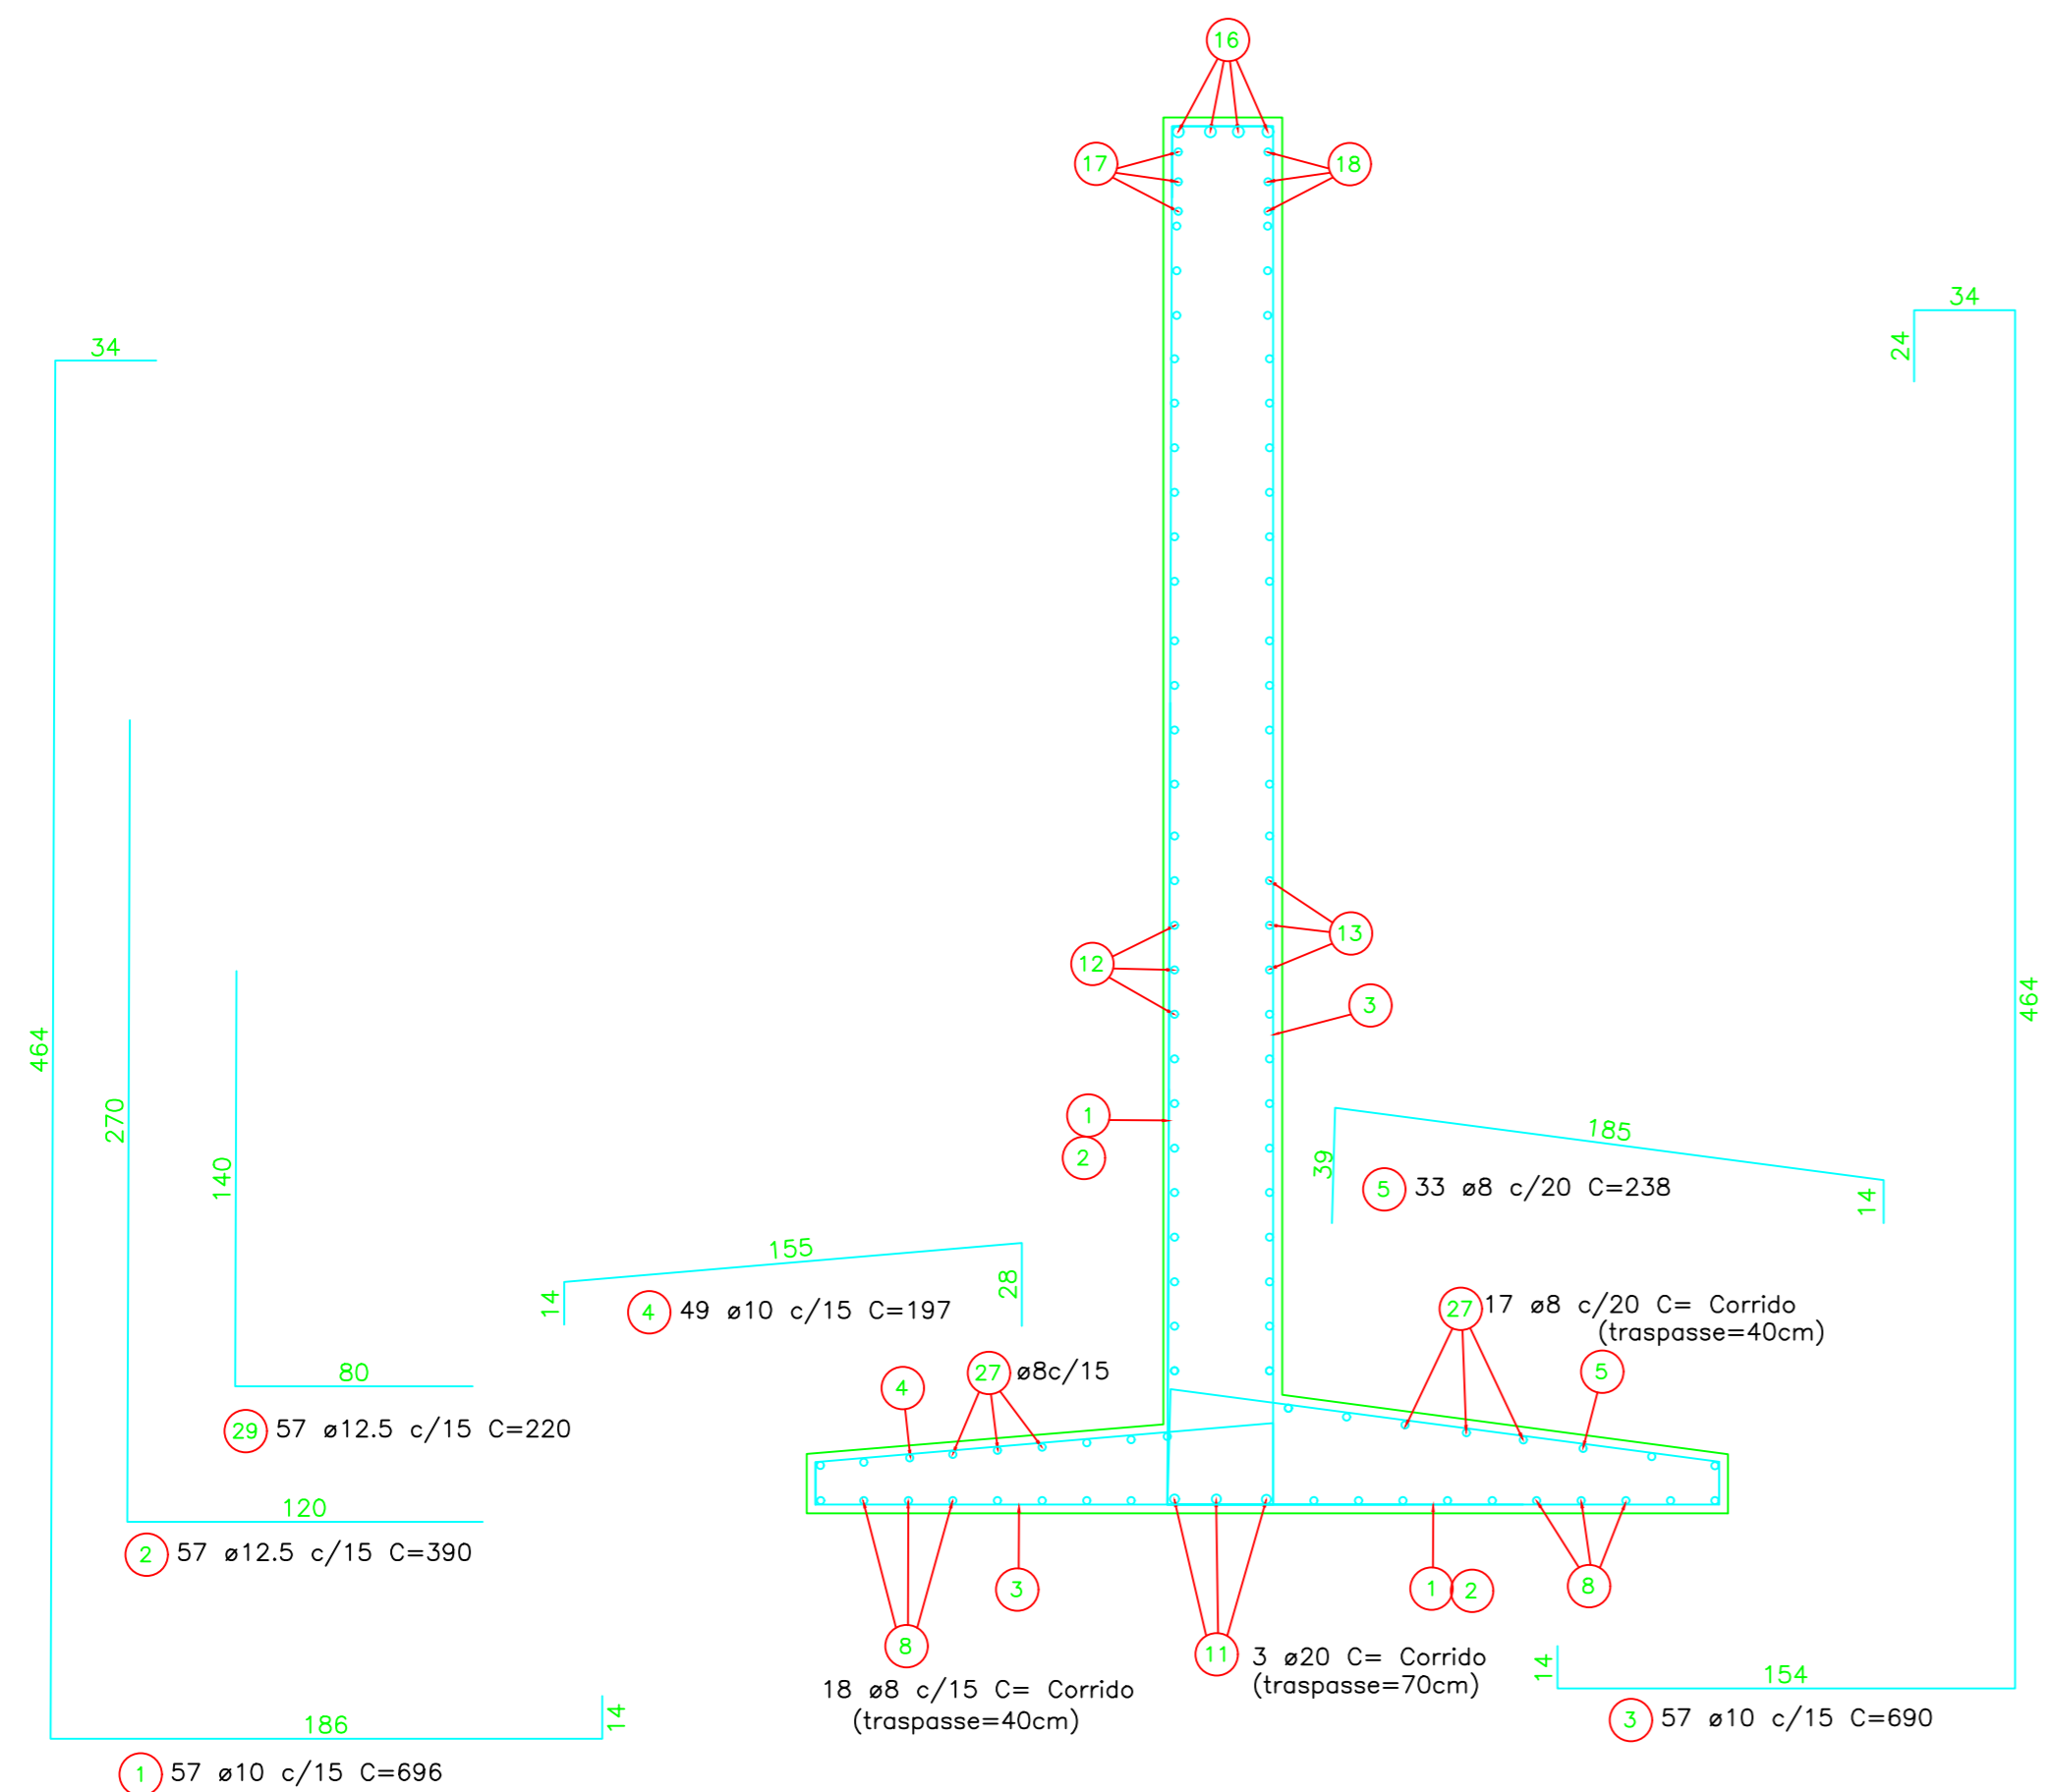 16
17
18
34
34
24
464
270
140
12
13
3
464
1
2
185
39
5 33 ø8 c/20 C=238
14
155
14
28
4 49 ø10 c/15 C=197
27 17 ø8 c/20 C= Corrido
(traspasse=40cm)
80
4
27 ø8c/15
5
29 57 ø12.5 c/15 C=220
120
2 57 ø12.5 c/15 C=390
3
1
2
8
8
18 ø8 c/15 C= Corrido
(traspasse=40cm)
11 3 ø20 C= Corrido
(traspasse=70cm)
14
154
3 57 ø10 c/15 C=690
186
14
1 57 ø10 c/15 C=696